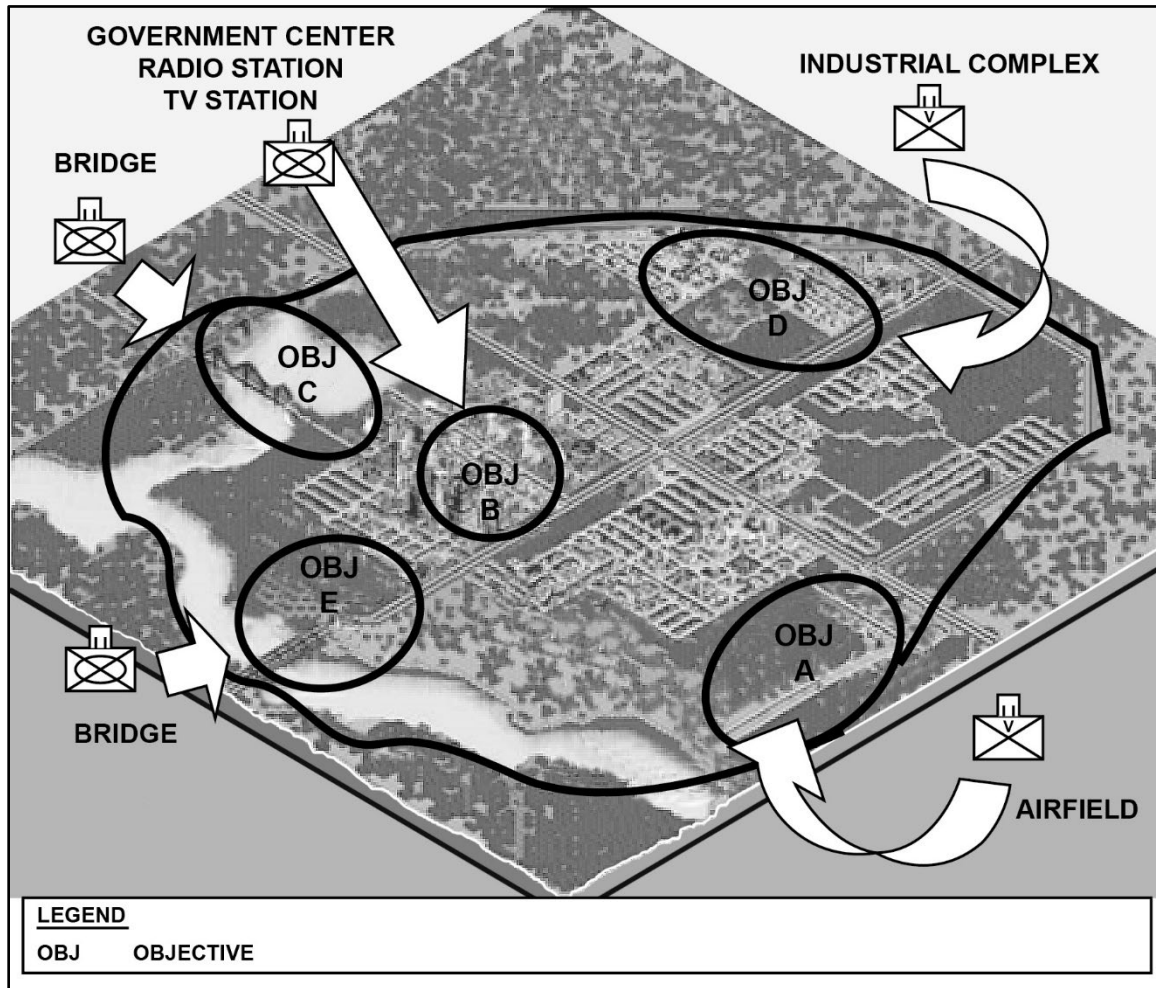 GOVERNMENT CENTER
RADIO STATION
TV STATION
INDUSTRIAL COMPLEX
V
BRIDGE
OBJ
D
OBJ
C
OBJ
B
OBJ
E
OBJ
A
BRIDGE
V
AIRFIELD
LEGEND
OBJ OBJECTIVE